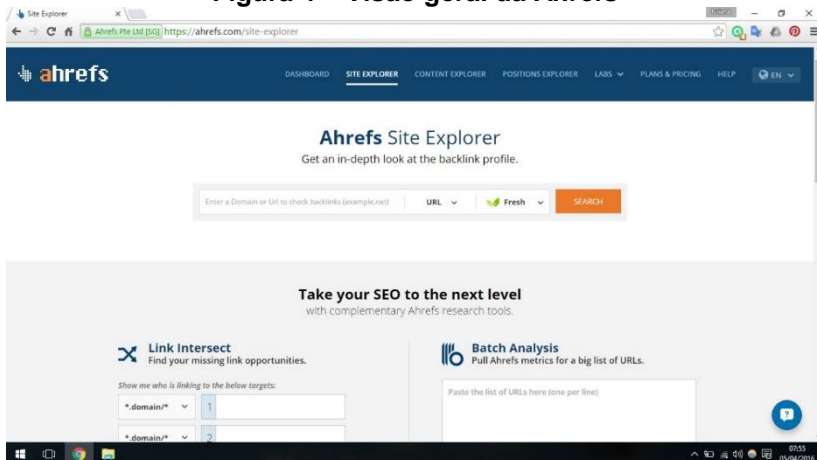 Figura 4 – Visão geral da Ahrefs
Site Explorer
Ahrefs Pte Ltd [SG] https://ahrefs.com/site-explorer
ahrefs
DASHBOARD SITE EXPLORER CONTENT EXPLORER POSITIONS EXPLORER LABS PLANS & PRICING HELP EN
Ahrefs Site Explorer
Get an in-depth look at the backlink profile.
Enter a Domain or Url to check backlinks (example.net) URL Fresh SEARCH
Take your SEO to the next level
with complementary Ahrefs research tools.
Link Intersect
Find your missing link opportunities.
Show me who is linking to the below targets:
*.domain/* 1
*.domain/* 2
Batch Analysis
Pull Ahrefs metrics for a big list of URLs.
Paste the list of URLs here (one per line)
07:55
05/04/2016